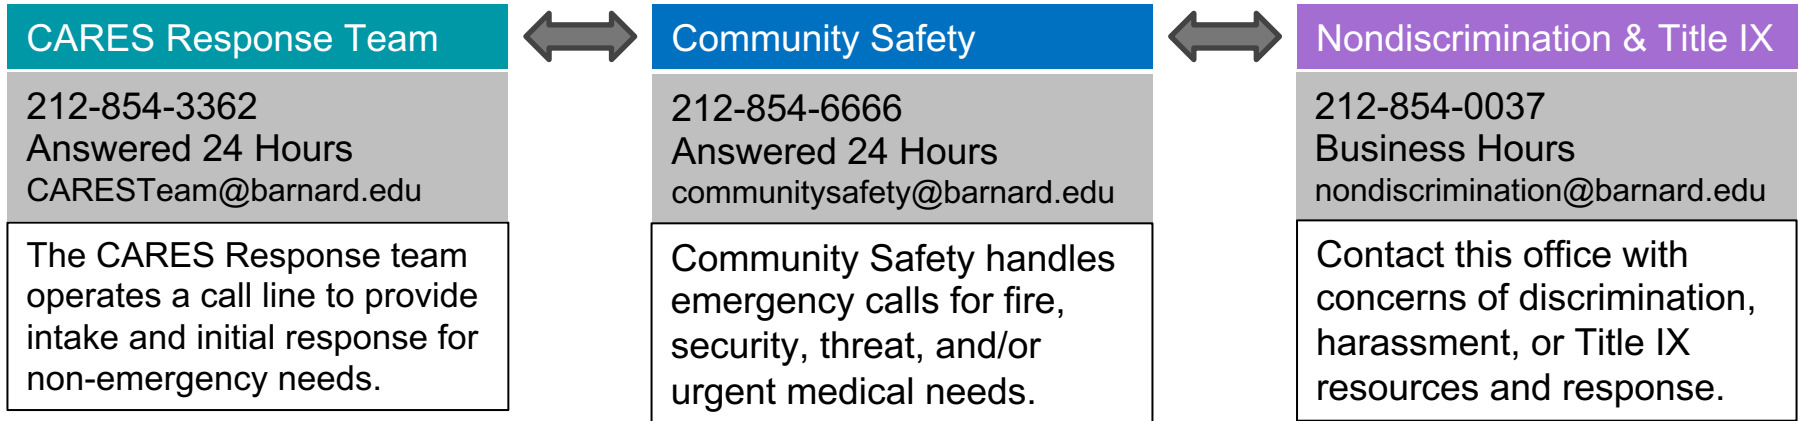 CARES Response Team
212-854-3362
Answered 24 Hours
CARESTeam@barnard.edu
The CARES Response team
operates a call line to provide
intake and initial response for
non-emergency needs.
Community Safety
212-854-6666
Answered 24 Hours
communitysafety@barnard.edu
Community Safety handles
emergency calls for fire,
security, threat, and/or
urgent medical needs.
Nondiscrimination & Title IX
212-854-0037
Business Hours
nondiscrimination@barnard.edu
Contact this office with
concerns of discrimination,
harassment, or Title IX
resources and response.